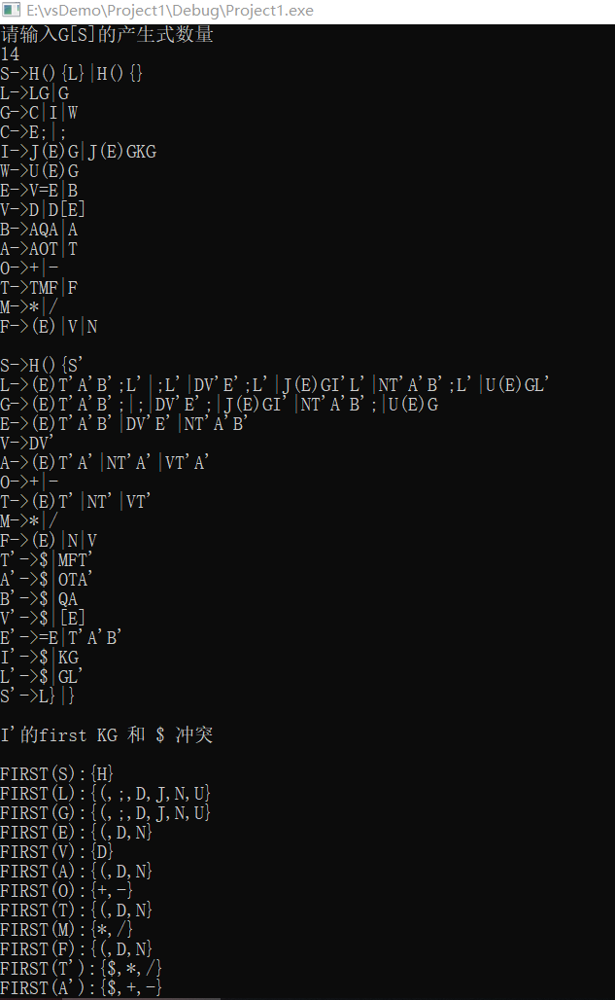 E:\vsDemo\Project1\Debug\Project1.exe
请输入G[S]的产生式数量
14
S->H(){L}|H(){}
L->LG|G
G->C|I|W
C->E;|;
I->J(E)G|J(E)GKG
W->U(E)G
E->V=E|B
V->D|D[E]
B->AQA|A
A->AOT|T
O->+|-
T->TMF|F
M->*|/
F->(E)|V|N
S->H(){S'
L->(E)T'A'B';L'|;L'|DV'E';L'|J(E)GI'L'|NT'A'B';L'|U(E)GL'
G->(E)T'A'B';|;|DV'E';|J(E)GI'|NT'A'B';|U(E)G
E->(E)T'A'B'|DV'E'|NT'A'B'
V->DV'
A->(E)T'A'|NT'A'|VT'A'
O->+|-
T->(E)T'|NT'|VT'
M->*|/
F->(E)|N|V
T'->$|MFT'
A'->$|OTA'
B'->$|QA
V'->$|[E]
E'->=E|T'A'B'
I'->$|KG
L'->$|GL'
S'->L}|}
I'的first KG 和 $ 冲突
FIRST(S):{H}
FIRST(L):{(,;,D,J,N,U}
FIRST(G):{(,;,D,J,N,U}
FIRST(E):{(,D,N}
FIRST(V):{D}
FIRST(A):{(,D,N}
FIRST(O):{+,-}
FIRST(T):{(,D,N}
FIRST(M):{*,/}
FIRST(F):{(,D,N}
FIRST(T'):{$,*,/}
FIRST(A'):{$,+,-}